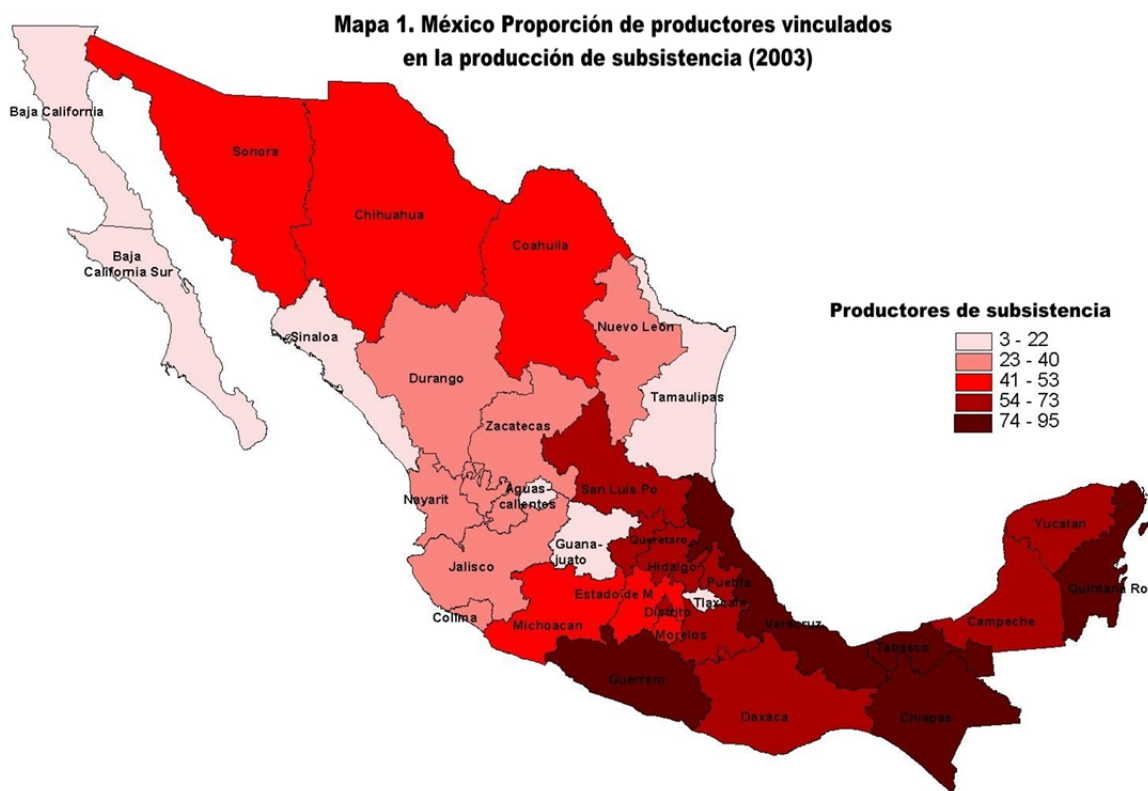 Mapa 1. México Proporción de productores vinculados
en la producción de subsistencia (2003)
Baja California
Sonora
Chihuahua
Coahuila
Baja
California Sur
Sinaloa
Nuevo León
Durango
Tamaulipas
Zacatecas
Nayarit
Aguas-
calientes
San Luis Po
Guana-
juato
Queretaro
Hidalgo
Jalisco
Puebla
Estado de M
Tlaxcala
Colima
Michoacan
Distrito
Morelos
Veracruz
Guerrero
Oaxaca
Tabasco
Chiapas
Campeche
Yucatan
Quintana Ro
Productores de subsistencia
3 - 22
23 - 40
41 - 53
54 - 73
74 - 95